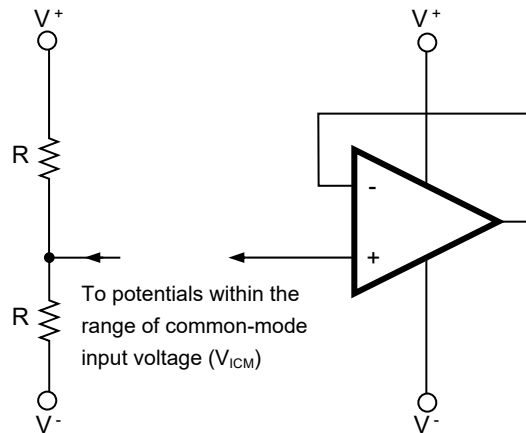 V+
V+
R
-
+
To potentials within the
range of common-mode
input voltage (VICM)
R
V-
V-